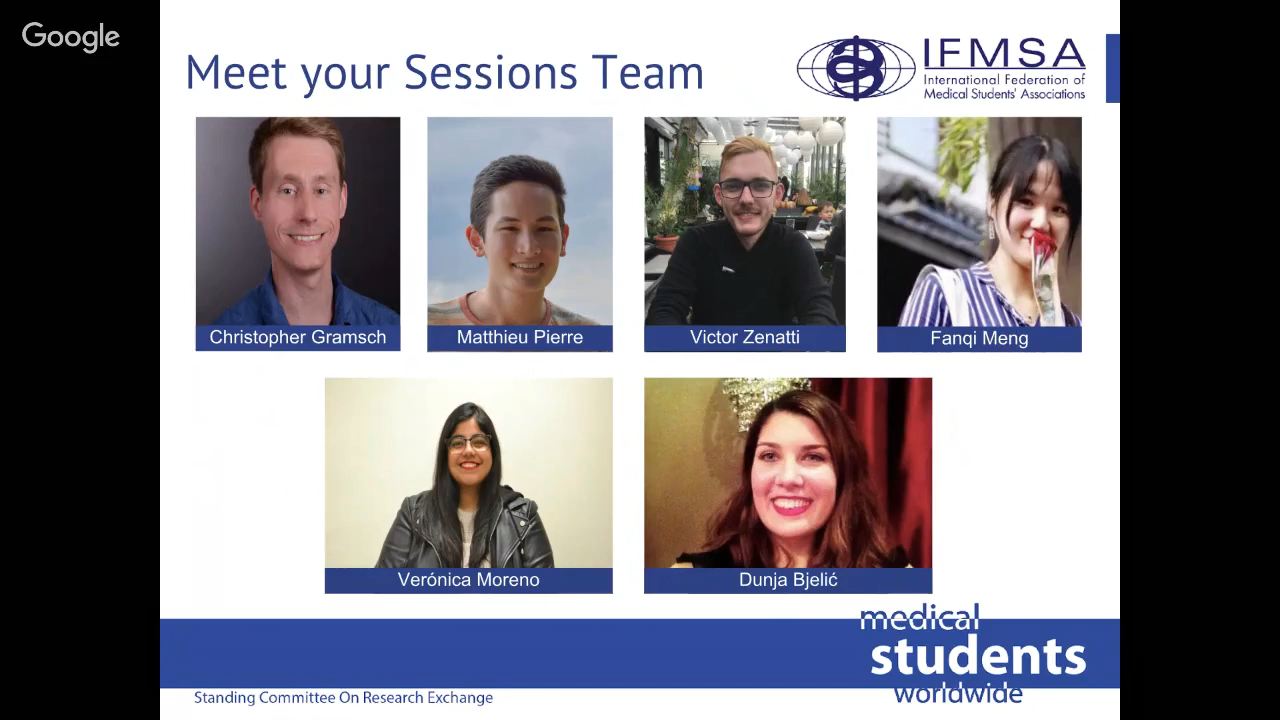 Google
Meet your Sessions Team
IFMSA
International Federation of
Medical Students' Associations
Christopher Gramsch
Matthieu Pierre
Victor Zenatti
Fanqi Meng
Verónica Moreno
Dunja Bjelić
medical
students
worldwide
Standing Committee On Research Exchange